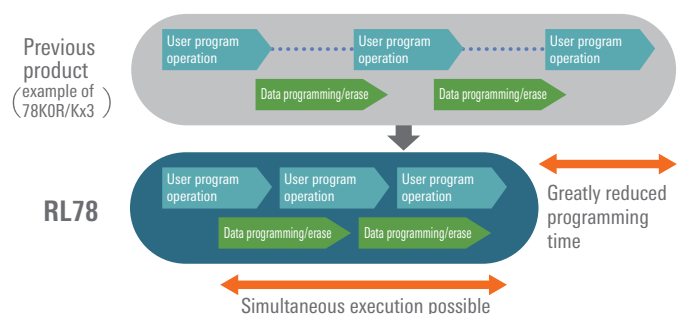 Previous
product
(example of
78K0R/Kx3)
User program
operation
User program
operation
User program
operation
Data programming/erase
Data programming/erase
RL78
User program
operation
User program
operation
User program
operation
Data programming/erase
Data programming/erase
Greatly reduced
programming
time
Simultaneous execution possible